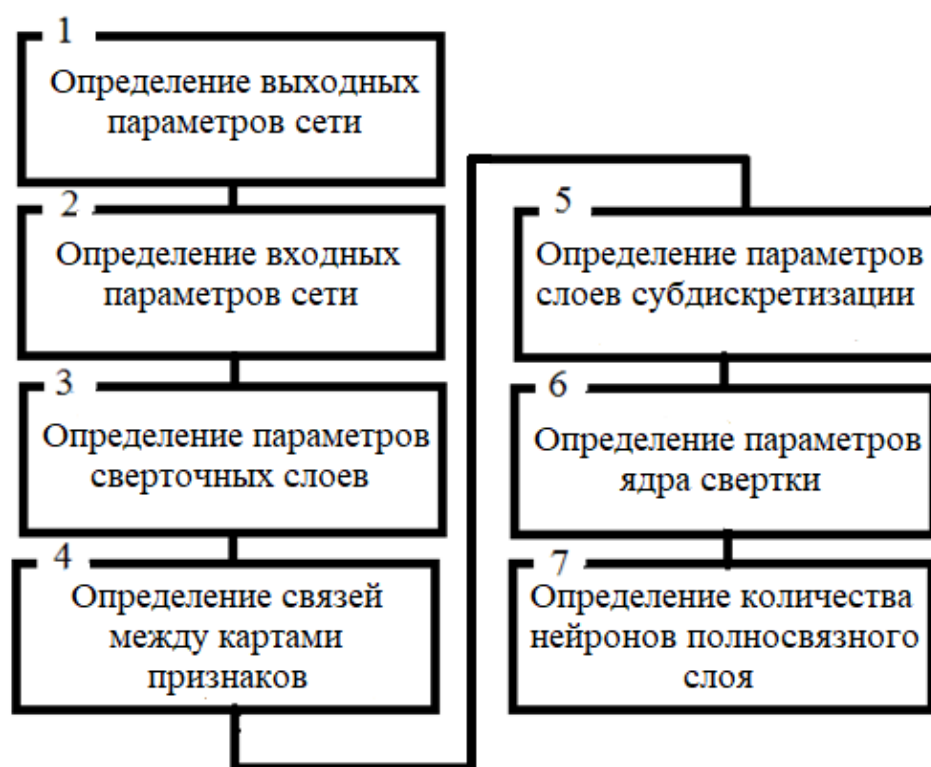 1
Определение выходных
параметров сети
2
Определение входных
параметров сети
3
Определение параметров
сверточных слоев
4
Определение связей
между картами
признаков
5
Определение параметров
слоев субдискретизации
6
Определение параметров
ядра свертки
7
Определение количества
нейронов полносвязного
слоя